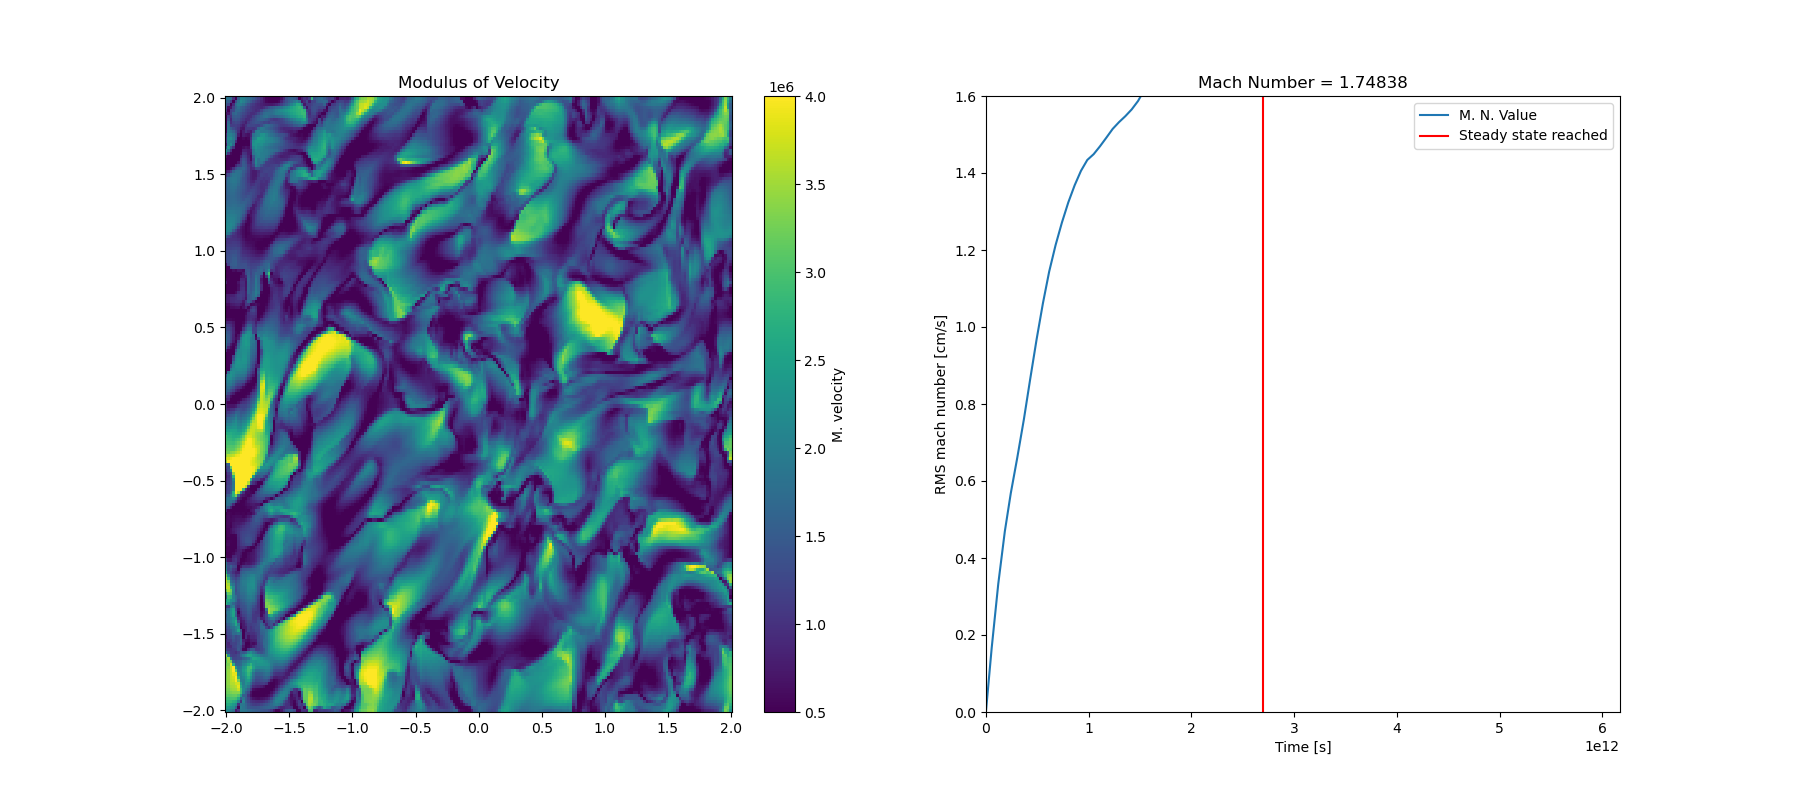 Modulus of Velocity
1e6
2.0
1.5
1.0
0.5
0.0
−0.5
−1.0
−1.5
−2.0
−2.0 −1.5 −1.0 −0.5 0.0 0.5 1.0 1.5 2.0
4.0
3.5
3.0
2.5
2.0
1.5
1.0
0.5
M. velocity
Mach Number = 1.74838
M. N. Value
Steady state reached
RMS mach number [cm/s]
1.6
1.4
1.2
1.0
0.8
0.6
0.4
0.2
0.0
0 1 2 3 4 5 6
Time [s]
1e12